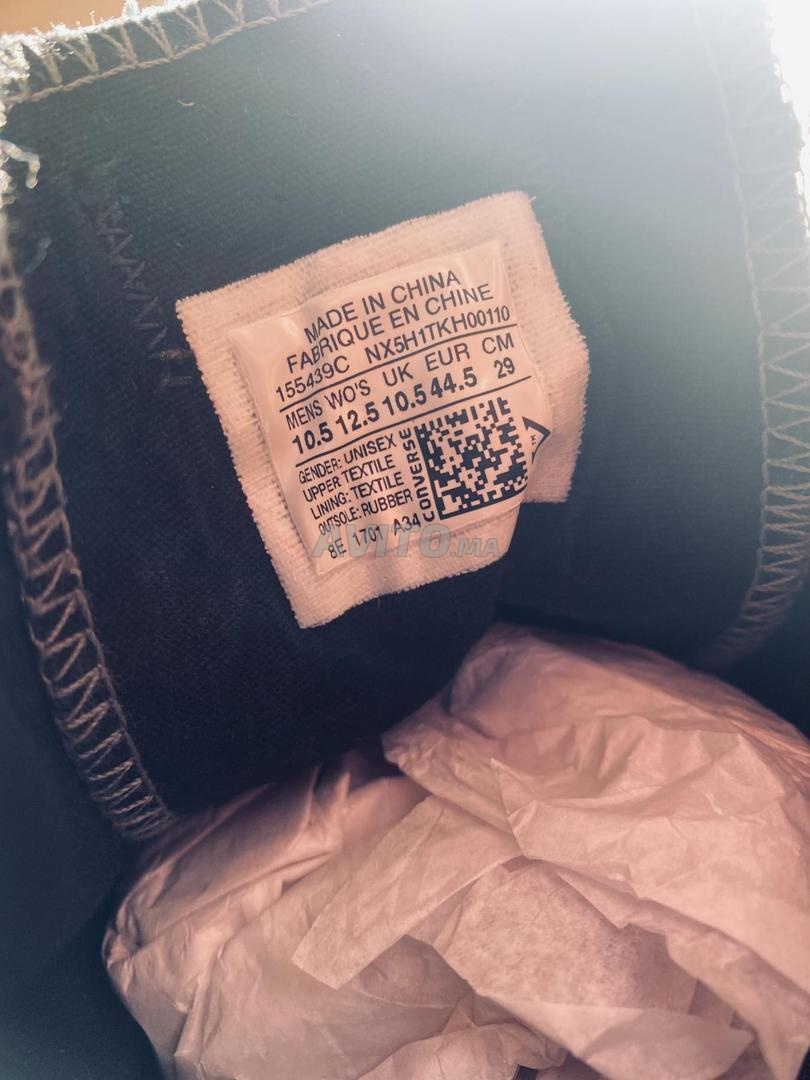 MADE IN CHINA
FABRIQUE EN CHINE
155439C NX5H1TKH00110
MENS WO'S UK EUR CM
10.5 12.5 10.5 44.5 29
GENDER: UNISEX
UPPER: TEXTILE
LINING: TEXTILE
OUTSOLE: RUBBER
8E 1701 A34
CONVERSE
AVITO.MA